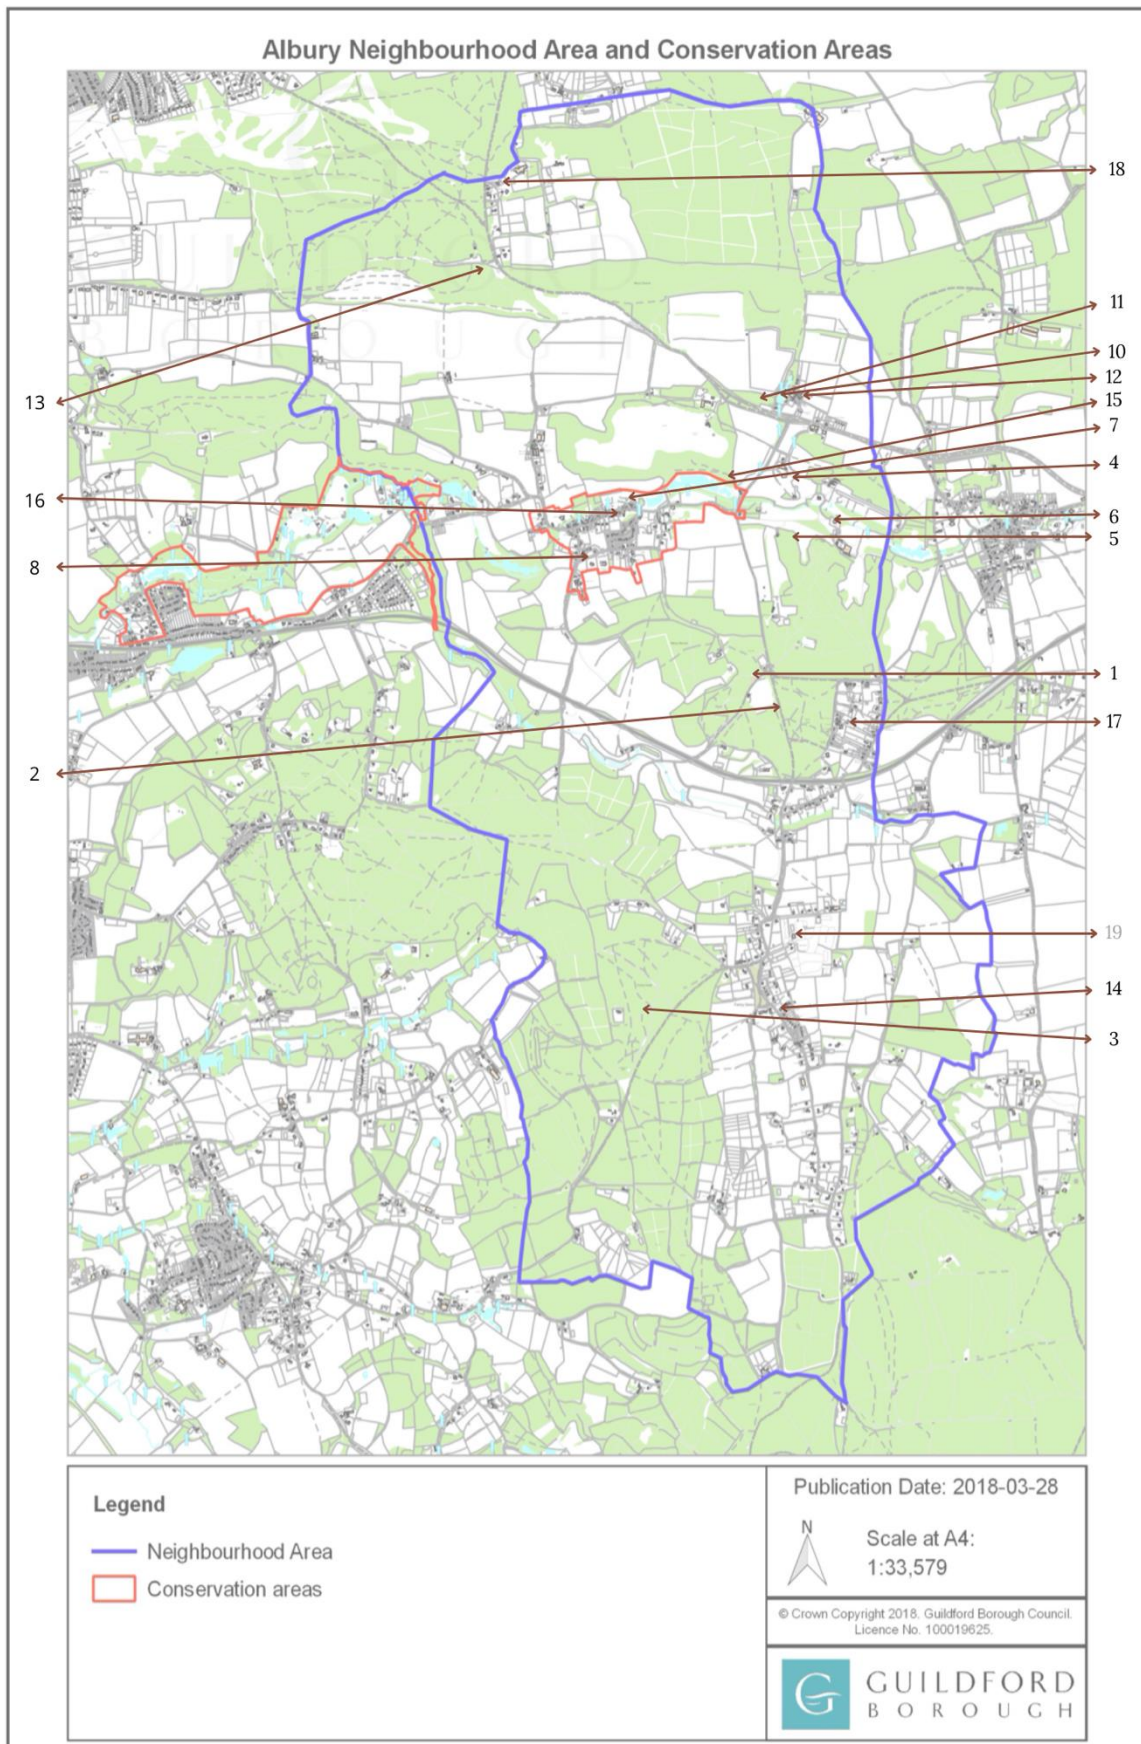 Albury Neighbourhood Area and Conservation Areas
18
11
10
12
13
15
7
4
16
6
5
8
1
17
2
19
14
3
Legend
Neighbourhood Area
Conservation areas
Publication Date: 2018-03-28
N
Scale at A4:
1:33,579
© Crown Copyright 2018. Guildford Borough Council.
Licence No. 100019625.
G
GUILDFORD
BOROUGH